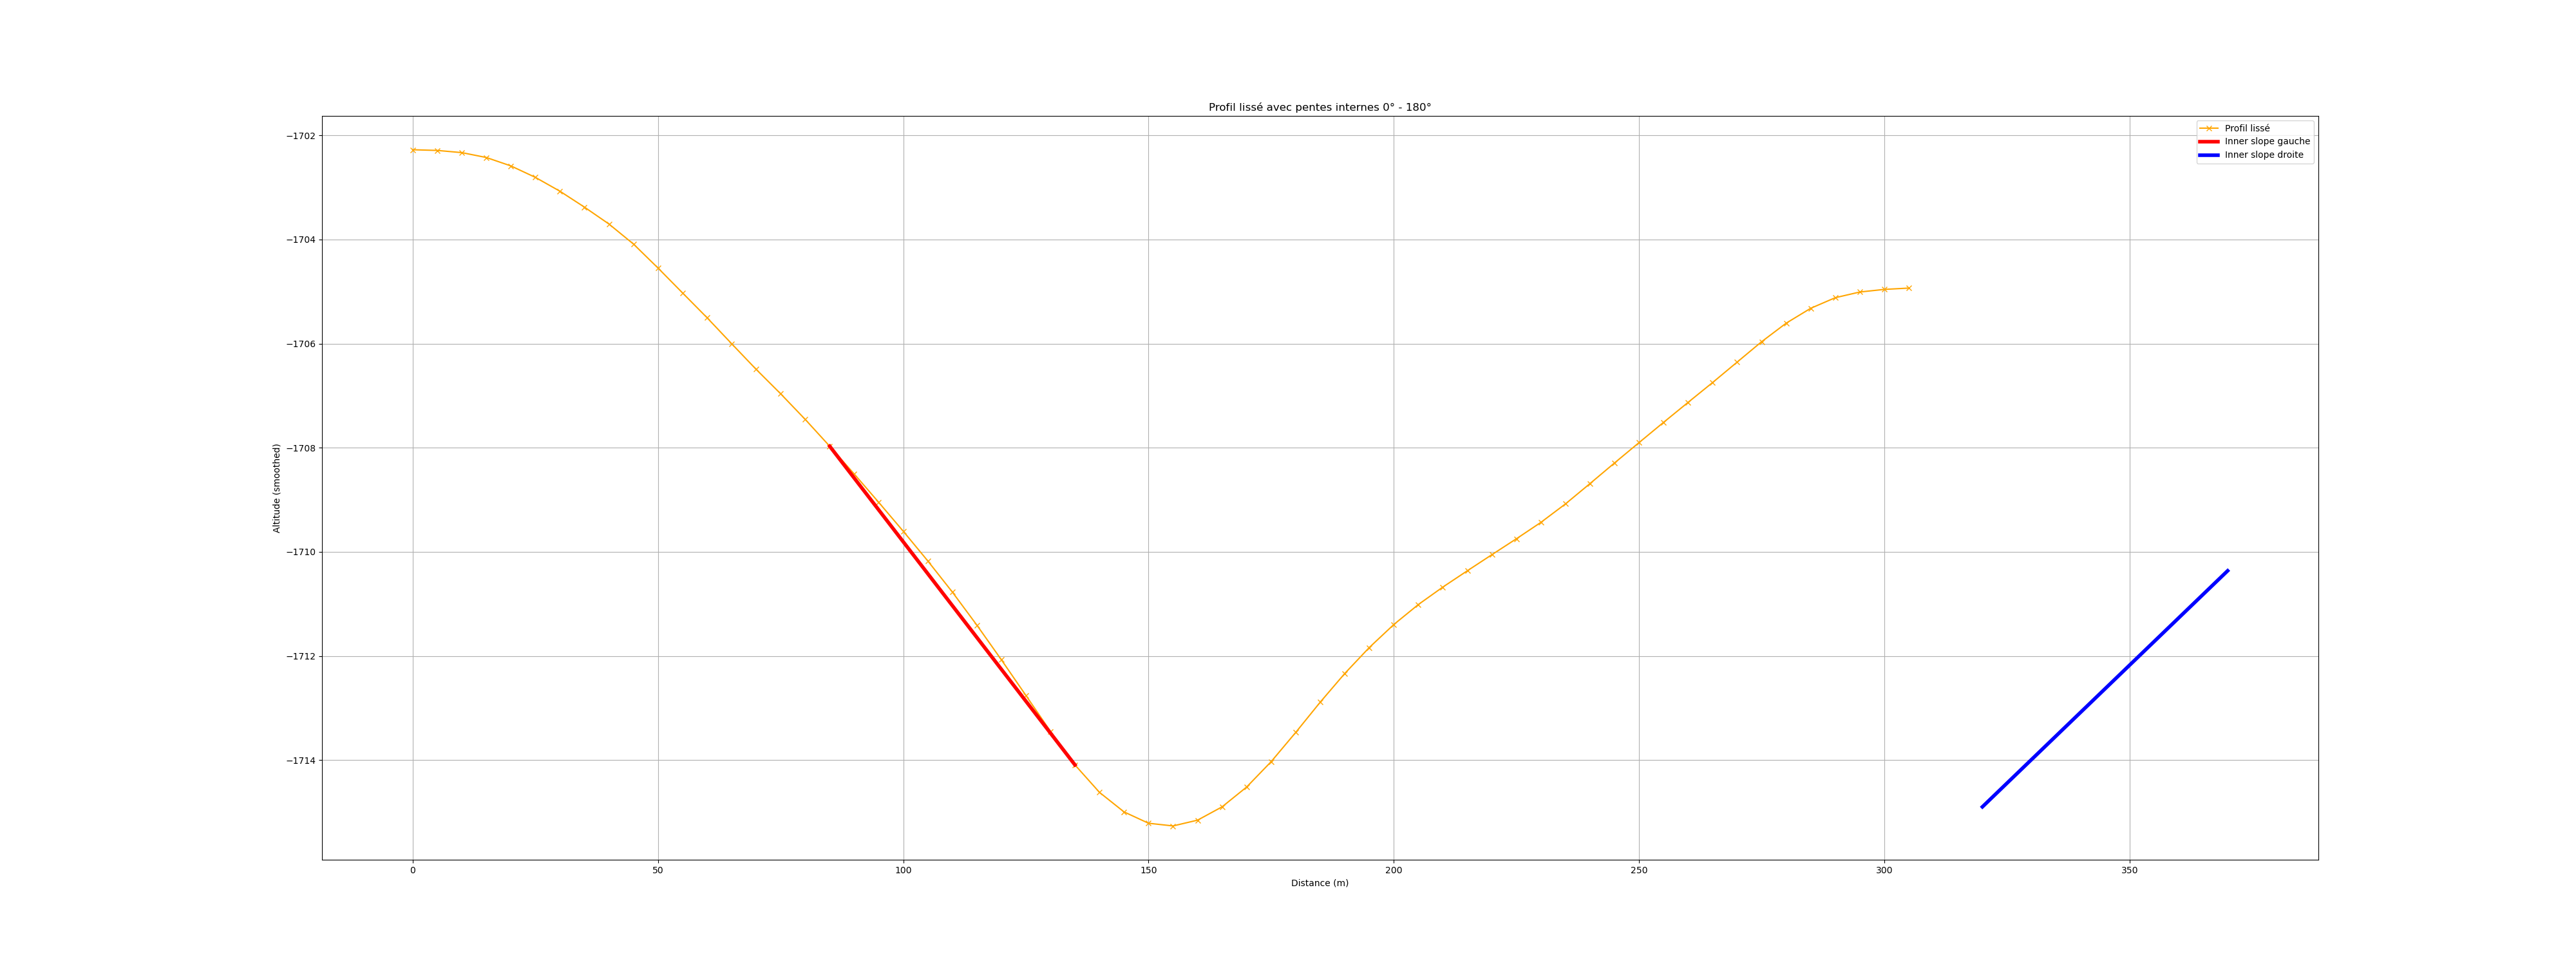 Profil lissé avec pentes internes 0° - 180°
Profil lissé
Inner slope gauche
Inner slope droite
Altitude (smoothed)
−1702
−1704
−1706
−1708
−1710
−1712
−1714
0
50
100
150
200
250
300
350
Distance (m)